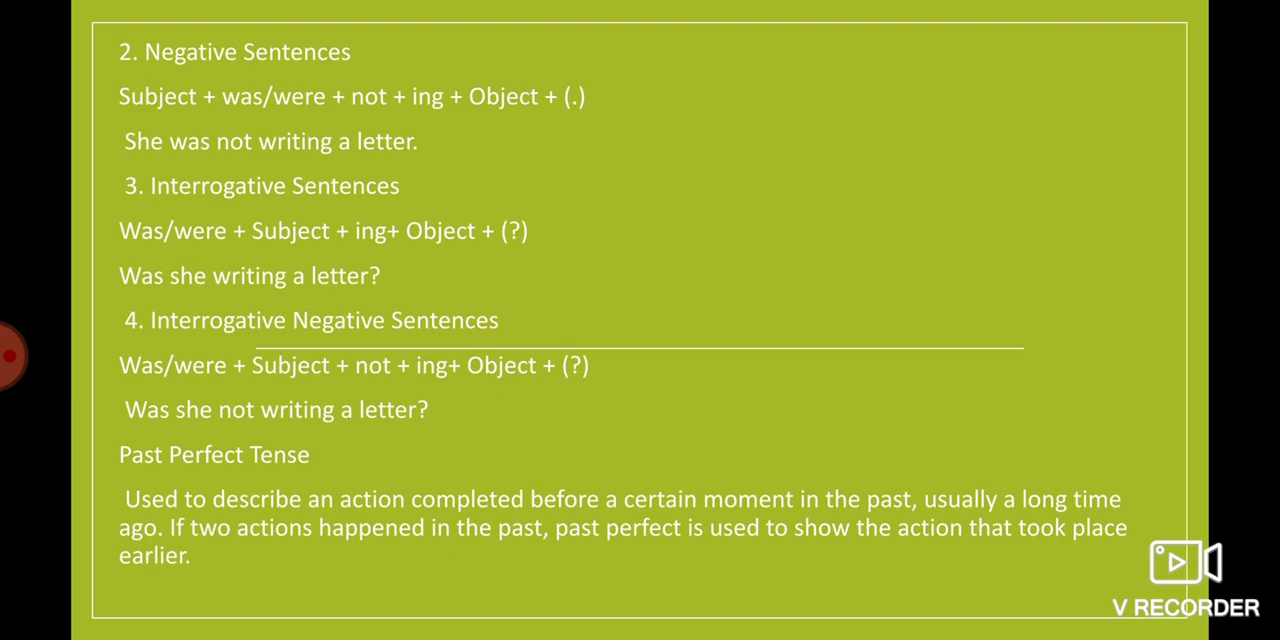 2. Negative Sentences
Subject + was/were + not + ing + Object + (.)
She was not writing a letter.
3. Interrogative Sentences
Was/were + Subject + ing+ Object + (?)
Was she writing a letter?
4. Interrogative Negative Sentences
Was/were + Subject + not + ing+ Object + (?)
Was she not writing a letter?
Past Perfect Tense
Used to describe an action completed before a certain moment in the past, usually a long time
ago. If two actions happened in the past, past perfect is used to show the action that took place
earlier.
V RECORDER